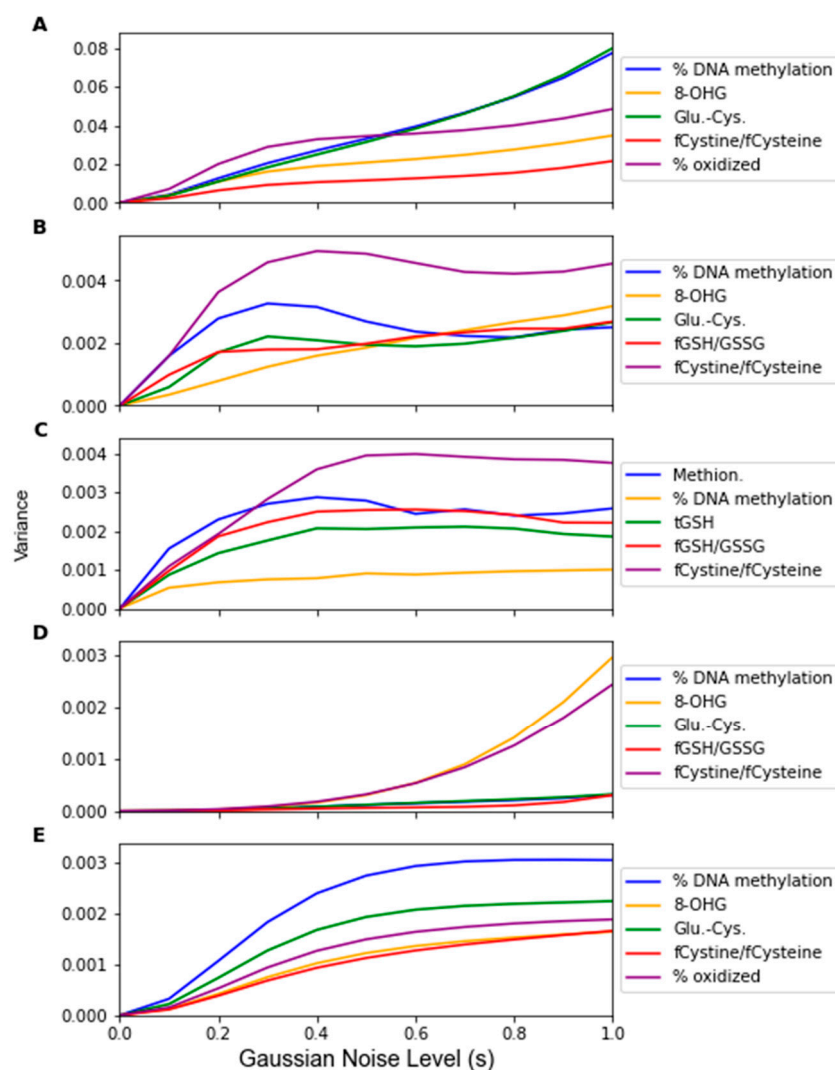 A
0.08
0.06
0.04
0.02
0.00
% DNA methylation
8-OHG
Glu.-Cys.
fCystine/fCysteine
% oxidized
B
0.004
0.002
0.000
% DNA methylation
8-OHG
Glu.-Cys.
fGSH/GSSG
fCystine/fCysteine
C
0.004
0.003
0.002
0.001
0.000
Methion.
% DNA methylation
tGSH
fGSH/GSSG
fCystine/fCysteine
Variance
D
0.003
0.002
0.001
0.000
% DNA methylation
8-OHG
Glu.-Cys.
fGSH/GSSG
fCystine/fCysteine
E
0.003
0.002
0.001
0.000
% DNA methylation
8-OHG
Glu.-Cys.
fCystine/fCysteine
% oxidized
0.0 0.2 0.4 0.6 0.8 1.0
Gaussian Noise Level (s)